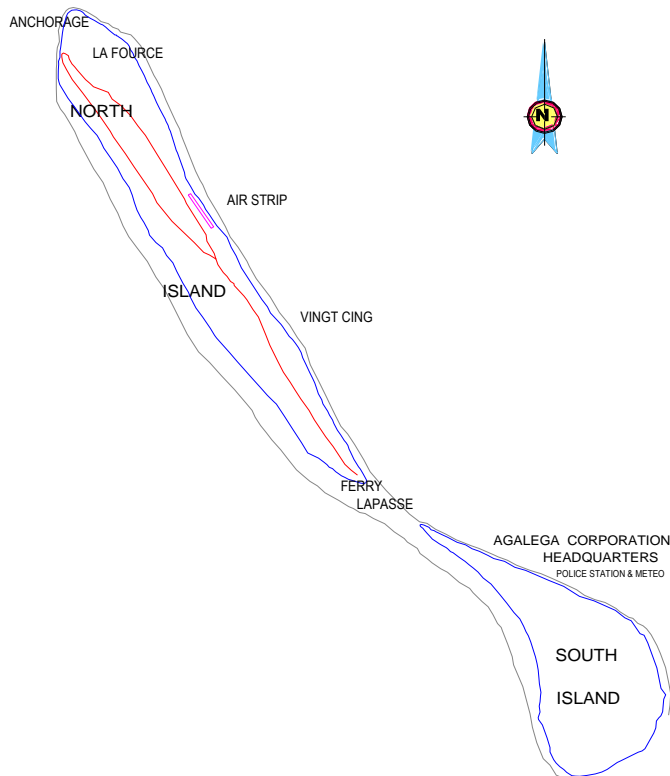 ANCHORAGE
LA FOURCE
NORTH
N
AIR STRIP
ISLAND
VINGT CING
FERRY
LAPASSE
AGALEGA CORPORATION
HEADQUARTERS
POLICE STATION & METEO
SOUTH
ISLAND